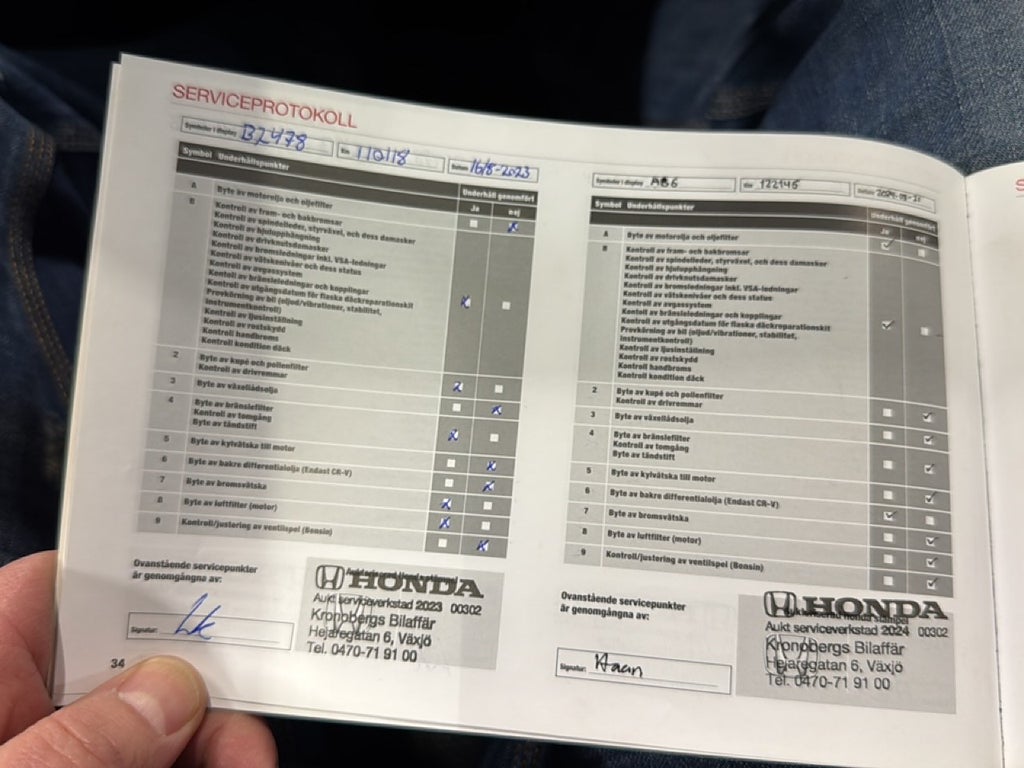 SERVICEPROTOKOLL
Symboler i display B2478 Km 110118 Datum 16/8-2023
Symbol Underhållspunkter Underhåll genomfört
Ja nej
A Byte av motorolja och oljefilter
B Kontroll av fram- och bakbromsar
Kontroll av spindelleder, styrväxel, och dess damasker
Kontroll av hjulupphängning
Kontroll av drivknutsdamasker
Kontroll av bromsledningar inkl. VSA-ledningar
Kontroll av vätskenivåer och dess status
Kontroll av avgassystem
Kontoll av bränsleledningar och kopplingar
Kontroll av utgångsdatum för flaska däckreparationskit
Provkörning av bil (oljud/vibrationer, stabilitet,
instrumentkontroll)
Kontroll av ljusinställning
Kontroll av rostskydd
Kontroll handbroms
Kontroll kondition däck
2 Byte av kupé och pollenfilter
Kontroll av drivremmar
3 Byte av växellådsolja
4 Byte av bränslefilter
Kontroll av tomgång
Byte av tändstift
5 Byte av kylvätska till motor
6 Byte av bakre differentialolja (Endast CR-V)
7 Byte av bromsvätska
8 Byte av luftfilter (motor)
9 Kontroll/justering av ventilspel (Bensin)
Ovanstående servicepunkter
är genomgångna av:
Signatur:
HONDA
Aukt serviceverkstad 2023 00302
Kronobergs Bilaffär
Hejaregatan 6, Växjö
Tel. 0470-71 91 00
34
Symboler i display AB6 Km 122145 Datum
Symbol Underhållspunkter Underhåll genomfört
Ja nej
A Byte av motorolja och oljefilter
B Kontroll av fram- och bakbromsar
Kontroll av spindelleder, styrväxel, och dess damasker
Kontroll av hjulupphängning
Kontroll av drivknutsdamasker
Kontroll av bromsledningar inkl. VSA-ledningar
Kontroll av vätskenivåer och dess status
Kontroll av avgassystem
Kontoll av bränsleledningar och kopplingar
Kontroll av utgångsdatum för flaska däckreparationskit
Provkörning av bil (oljud/vibrationer, stabilitet,
instrumentkontroll)
Kontroll av ljusinställning
Kontroll av rostskydd
Kontroll handbroms
Kontroll kondition däck
2 Byte av kupé och pollenfilter
Kontroll av drivremmar
3 Byte av växellådsolja
4 Byte av bränslefilter
Kontroll av tomgång
Byte av tändstift
5 Byte av kylvätska till motor
6 Byte av bakre differentialolja (Endast CR-V)
7 Byte av bromsvätska
8 Byte av luftfilter (motor)
9 Kontroll/justering av ventilspel (Bensin)
Ovanstående servicepunkter
är genomgångna av:
Signatur: Haan
HONDA
Aukt serviceverkstad 2024 00302
Kronobergs Bilaffär
Hejaregatan 6, Växjö
Tel. 0470-71 91 00